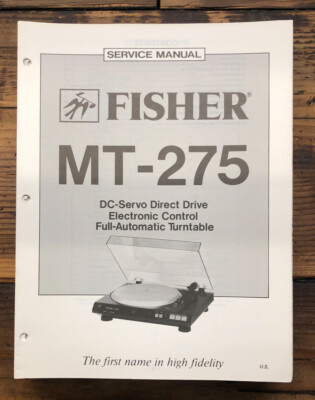 SERVICE MANUAL
FISHER®
MT-275
DC-Servo Direct Drive
Electronic Control
Full-Automatic Turntable
The first name in high fidelity